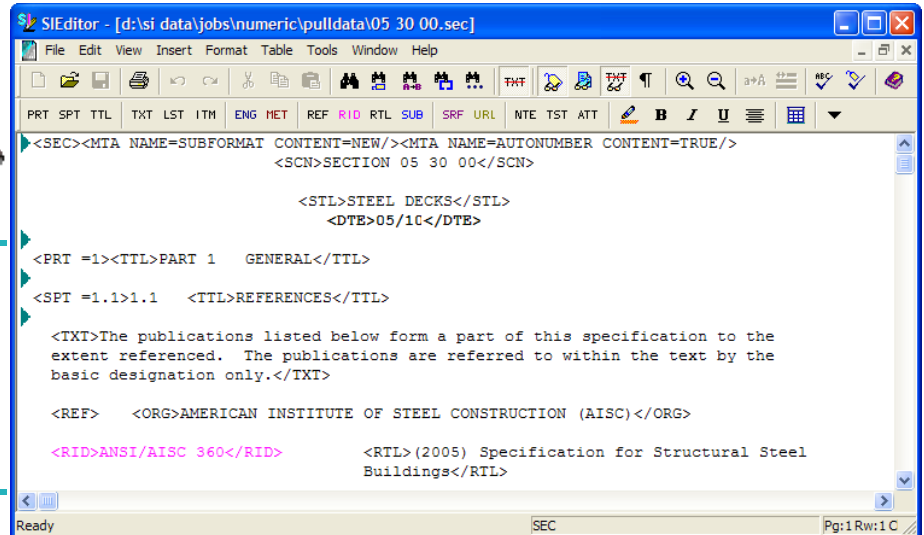 SIEditor - [d:\si data\jobs\numeric\pulldata\05 30 00.sec]
File Edit View Insert Format Table Tools Window Help
PRT SPT TTL TXT LST ITM ENG MET REF RID RTL SUB SRF URL NTE TST ATT B I U
<SEC><MTA NAME=SUBFORMAT CONTENT=NEW/><MTA NAME=AUTONUMBER CONTENT=TRUE/>
<SCN>SECTION 05 30 00</SCN>
<STL>STEEL DECKS</STL>
<DTE>05/10</DTE>
<PRT =1><TTL>PART 1 GENERAL</TTL>
<SPT =1.1>1.1 <TTL>REFERENCES</TTL>
<TXT>The publications listed below form a part of this specification to the
extent referenced. The publications are referred to within the text by the
basic designation only.</TXT>
<REF> <ORG>AMERICAN INSTITUTE OF STEEL CONSTRUCTION (AISC)</ORG>
<RID>ANSI/AISC 360</RID> <RTL>(2005) Specification for Structural Steel
Buildings</RTL>
Ready SEC Pg:1 Rw:1 C